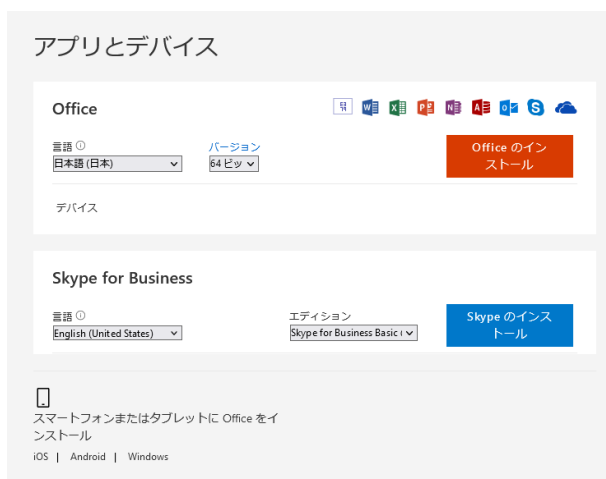 アプリとデバイス
Office
言語
バージョン
日本語 (日本)
64 ビッ
Office のイン
ストール
デバイス
Skype for Business
言語
エディション
English (United States)
Skype for Business Basic
Skype のインス
トール
スマートフォンまたはタブレットに Office をイ
ンストール
iOS | Android | Windows